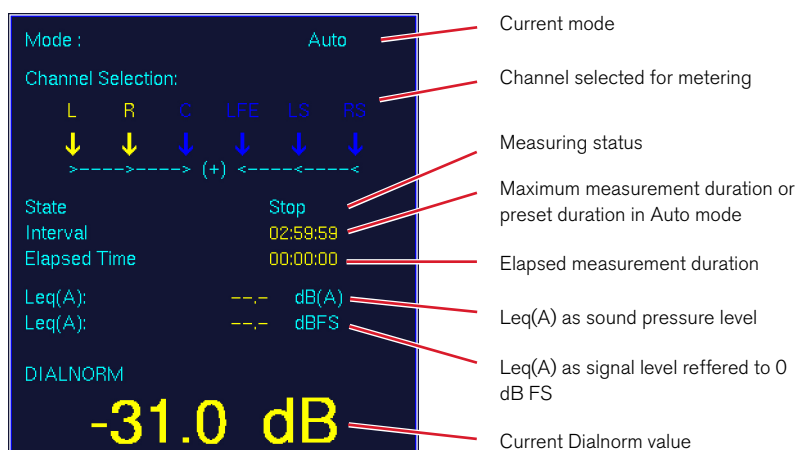 Mode : Auto
Current mode
Channel Selection:
Channel selected for metering
L R C LFE LS RS
>---->----> (+) <----<----<
Measuring status
State Stop
Maximum measurement duration or
preset duration in Auto mode
Interval 02:59:59
Elapsed Time 00:00:00
Elapsed measurement duration
Leq(A): --.- dB(A)
Leq(A) as sound pressure level
Leq(A): --.- dBFS
Leq(A) as signal level reffered to 0
dB FS
DIALNORM
-31.0 dB
Current Dialnorm value